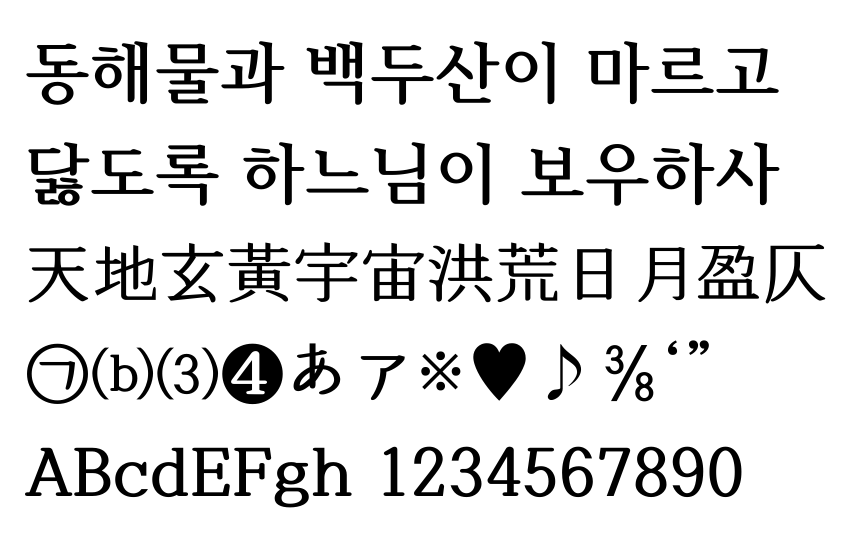 동해물과 백두산이 마르고
닳도록 하느님이 보우하사
天地玄黃宇宙洪荒日月盈仄
㉠⒝⑶❹あァ※♥♪⅜‘”
ABcdEFgh 1234567890